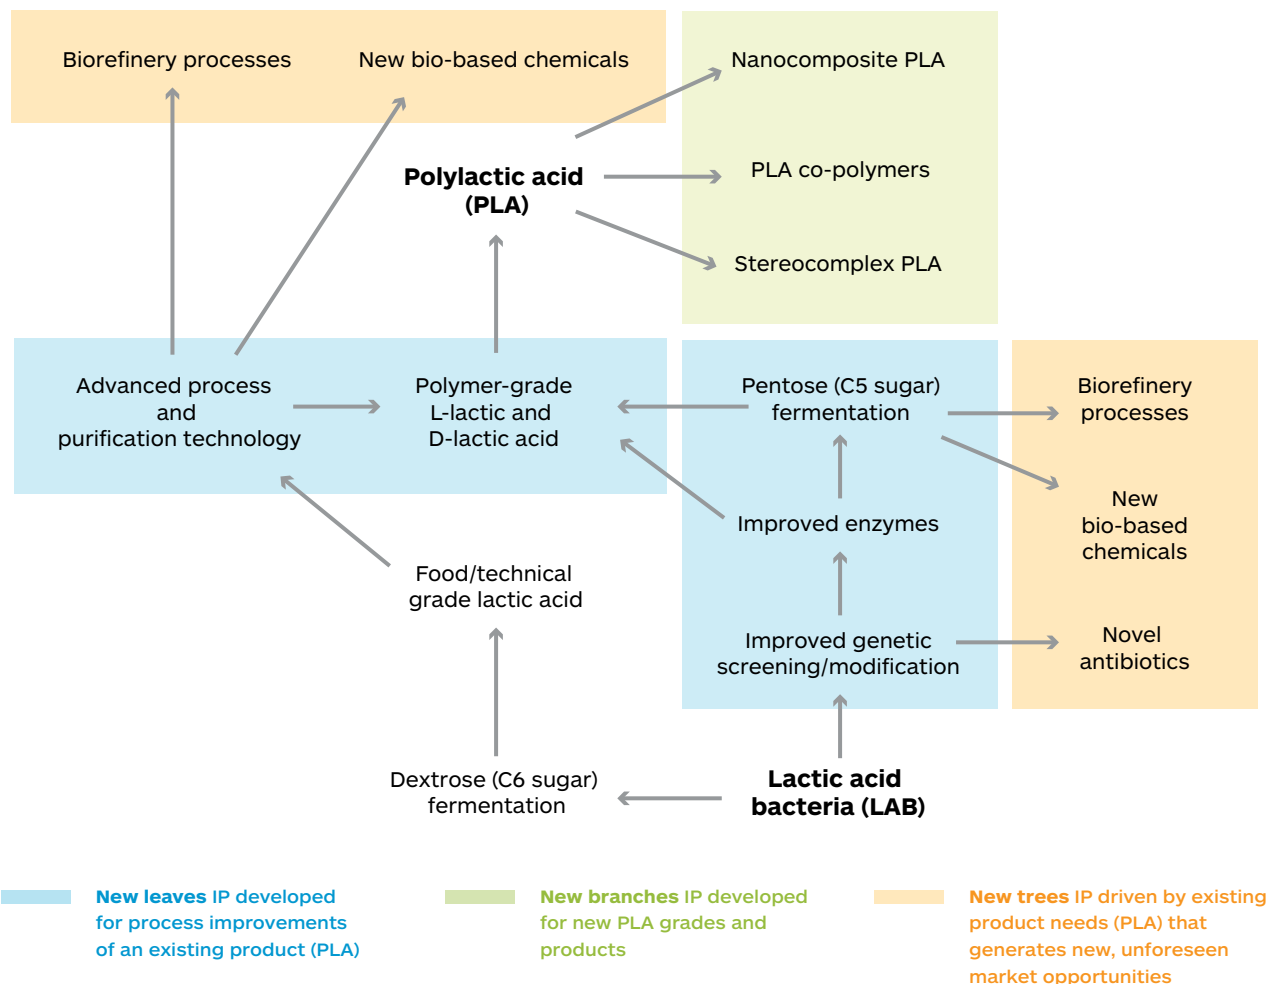 Biorefinery processes
New bio-based chemicals
Nanocomposite PLA
Polylactic acid
(PLA)
PLA co-polymers
Stereocomplex PLA
Advanced process
and
purification technology
Polymer-grade
L-lactic and
D-lactic acid
Pentose (C5 sugar)
fermentation
Biorefinery
processes
Improved enzymes
New
bio-based
chemicals
Food/technical
grade lactic acid
Improved genetic
screening/modification
Novel
antibiotics
Dextrose (C6 sugar)
fermentation
Lactic acid
bacteria (LAB)
New leaves IP developed
for process improvements
of an existing product (PLA)
New branches IP developed
for new PLA grades and
products
New trees IP driven by existing
product needs (PLA) that
generates new, unforeseen
market opportunities